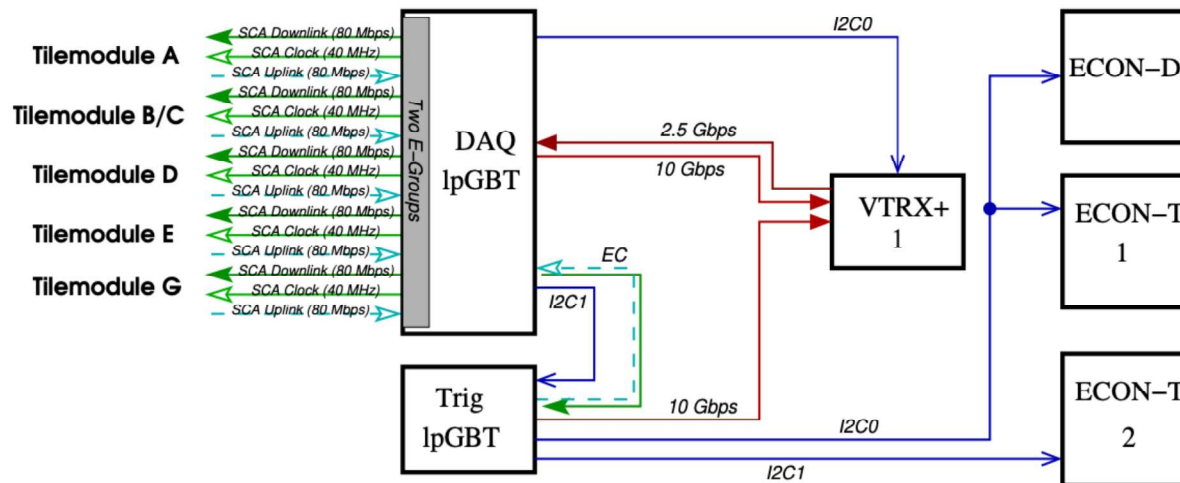 Tilemodule A
SCA Downlink (80 Mbps)
SCA Clock (40 MHz)
SCA Uplink (80 Mbps)
Tilemodule B/C
SCA Downlink (80 Mbps)
SCA Clock (40 MHz)
SCA Uplink (80 Mbps)
Tilemodule D
SCA Downlink (80 Mbps)
SCA Clock (40 MHz)
SCA Uplink (80 Mbps)
Tilemodule E
SCA Downlink (80 Mbps)
SCA Clock (40 MHz)
SCA Uplink (80 Mbps)
Tilemodule G
SCA Downlink (80 Mbps)
SCA Clock (40 MHz)
SCA Uplink (80 Mbps)
Two E-Groups
DAQ
lpGBT
I2C0
2.5 Gbps
10 Gbps
EC
I2C1
VTRX+
1
Trig
lpGBT
10 Gbps
I2C0
I2C1
ECON-D
ECON-T
1
ECON-T
2